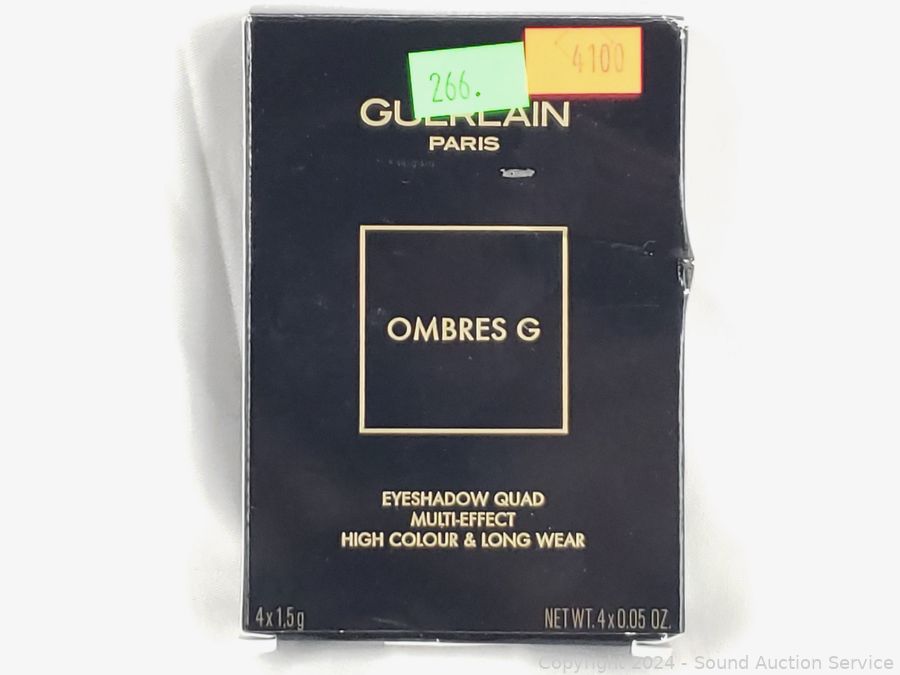 4100
266.
GUERLAIN
PARIS
OMBRES G
EYESHADOW QUAD
MULTI-EFFECT
HIGH COLOUR & LONG WEAR
4 x 1,5 g
NET WT. 4 x 0.05 OZ.
Copyright 2024 - Sound Auction Service